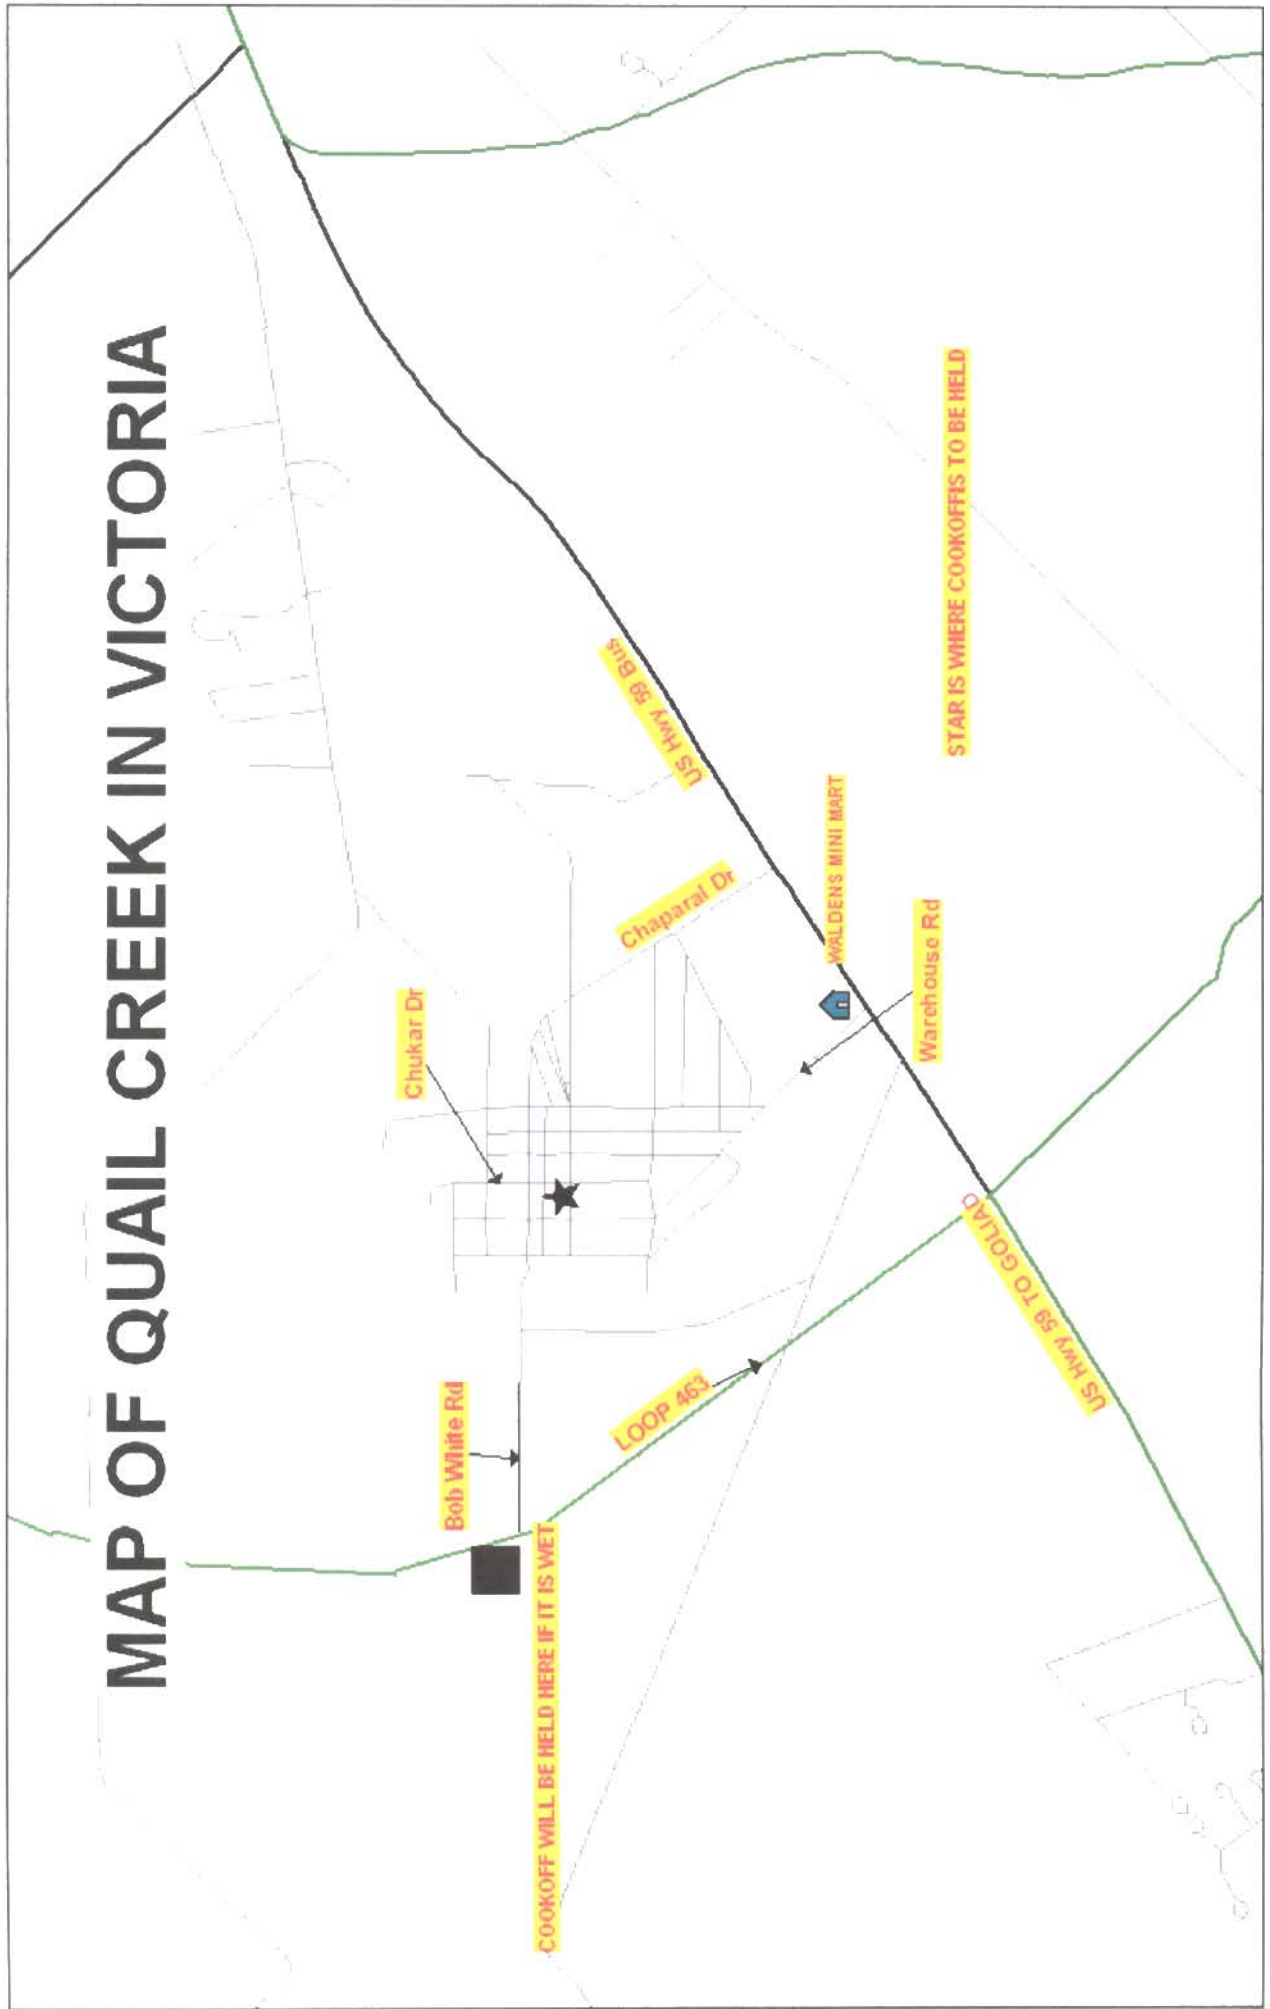 MAP OF QUAIL CREEK IN VICTORIA
Chukar Dr
Bob White Rd
COOKOFF WILL BE HELD HERE IF IT IS WET
Chaparal Dr
US Hwy 59 Bus
LOOP 463
WALDENS MINI MART
Warehouse Rd
STAR IS WHERE COOKOFFIS TO BE HELD
US Hwy 59 TO GOLIAD